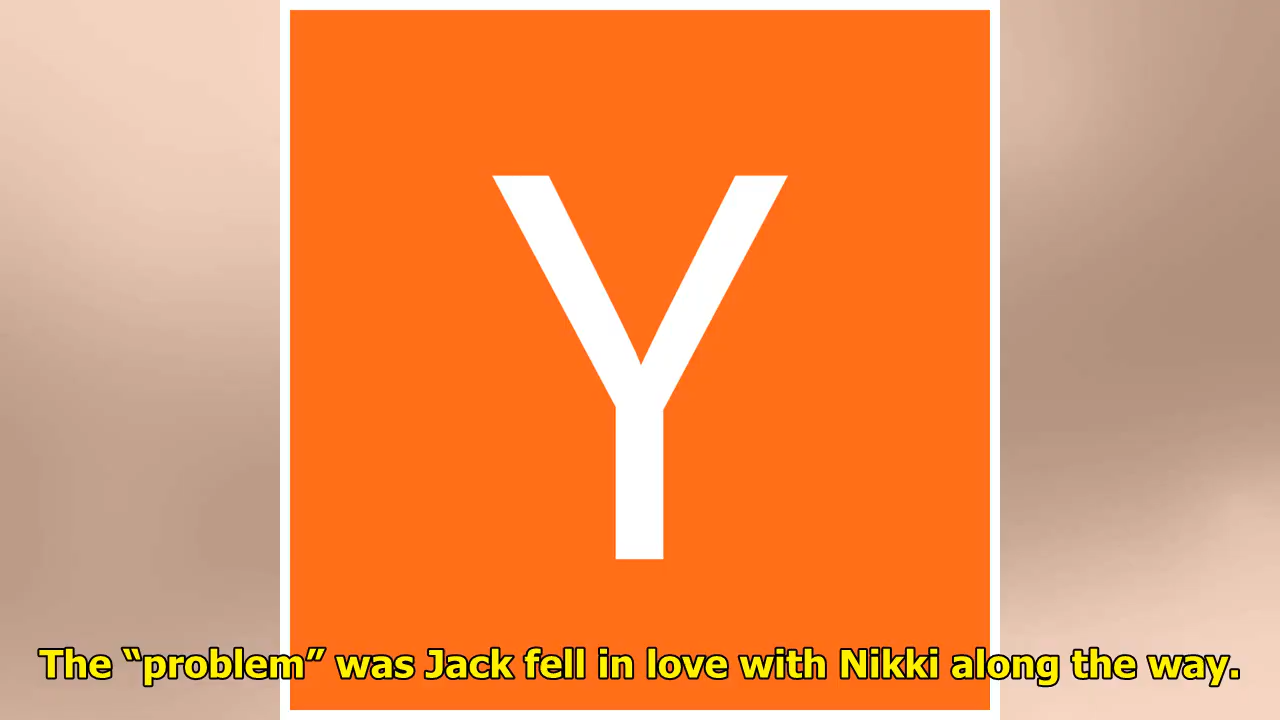 Y
The “problem” was Jack fell in love with Nikki along the way.